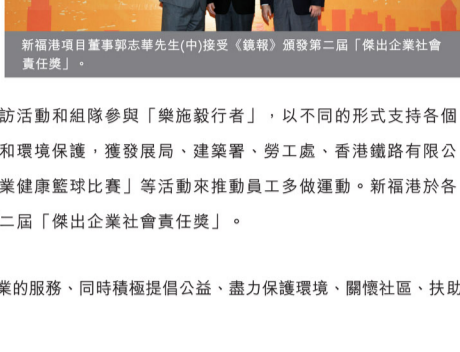 新福港項目董事郭志華先生(中)接受《鏡報》頒發第二屆「傑出企業社會
責任獎」。
訪活動和組隊參與「樂施毅行者」，以不同的形式支持各個
和環境保護，獲發展局、建築署、勞工處、香港鐵路有限公
業健康籃球比賽」等活動來推動員工多做運動。新福港於各
二屆「傑出企業社會責任獎」。
業的服務、同時積極提倡公益、盡力保護環境、關懷社區、扶助